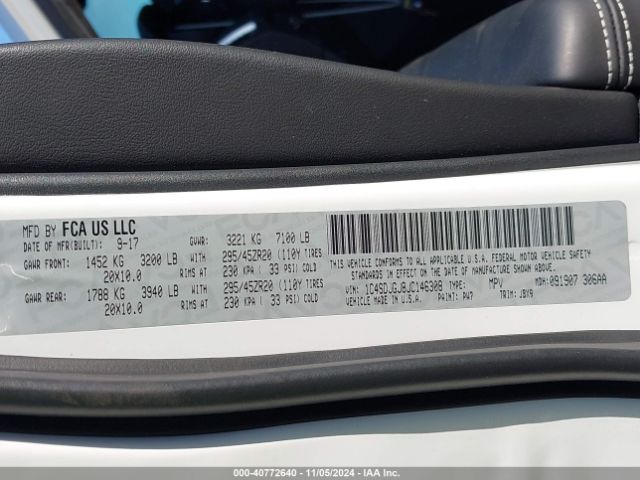 MFD BY FCA US LLC
DATE OF MFR(BUILT): 9-17 GVWR: 3221 KG 7100 LB
GAWR FRONT: 1452 KG 3200 LB WITH 295/45ZR20 (110Y TIRES
20X10.0 RIMS AT 230 KPA ( 33 PSI) COLD
GAWR REAR: 1788 KG 3940 LB WITH 295/45ZR20 (110Y TIRES
20X10.0 RIMS AT 230 KPA ( 33 PSI) COLD
THIS VEHICLE CONFORMS TO ALL APPLICABLE U.S.A. FEDERAL MOTOR VEHICLE SAFETY
STANDARDS IN EFFECT ON THE DATE OF MANUFACTURE SHOWN ABOVE.
VIN: 1C4SDJGJ8JC146308 TYPE: MPV MDH:091907 306AA
VEHICLE MADE IN U.S.A. PAINT: PW7 TRIM: JBX9
000-40772640 - 11/05/2024 - IAA Inc.